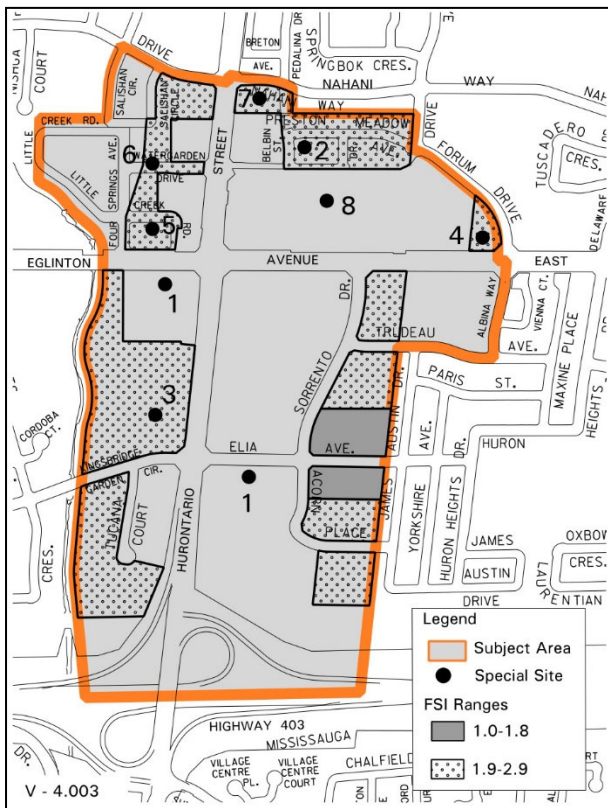 DRIVE
BRETON
AVE.
PEDALINA DR.
SPRINGBOK CRES.
NISHGA COURT
SALISHAN CIR.
SALISHAN CIRCLE
NAHANI
WAY
NAHANI WAY
7
PRESTON MEADOW AVE
DRIVE
CREEK RD.
STREET
BELBIN ST.
DR.
2
FORUM DRIVE
TUSCADERO
CRES.
DELAWARE
LITTLE
6
WATERGARDEN
DRIVE
SPRINGS AVE.
LITTLE
CREEK
RD.
8
FOUR
5
4
EGLINTON
AVENUE
EAST
1
DR.
ALBINA WAY
VIENNA CT.
TRUDEAU
AVE.
MAXINE PLACE
PARIS ST.
SORRENTO
HEIGHTS
3
DR.
AUSTIN
AVE.
DR.
HURON
CORDOBA
CT.
ELIA
AVE.
KINGSBRIDGE
GARDEN CIR.
1
ACORN
JAMES
YORKSHIRE
HURON HEIGHTS
TUCANA
COURT
HURONTARIO
PLACE
JAMES
OXBOW
CRES.
CRES.
AUSTIN
LAURENTIAN
DRIVE
Legend
Subject Area
Special Site
FSI Ranges
1.0-1.8
1.9-2.9
HIGHWAY 403
MISSISSAUGA
DR.
VILLAGE
CENTRE
PL.
VILLAGE
CENTRE
COURT
CHALFIELD
V - 4.003